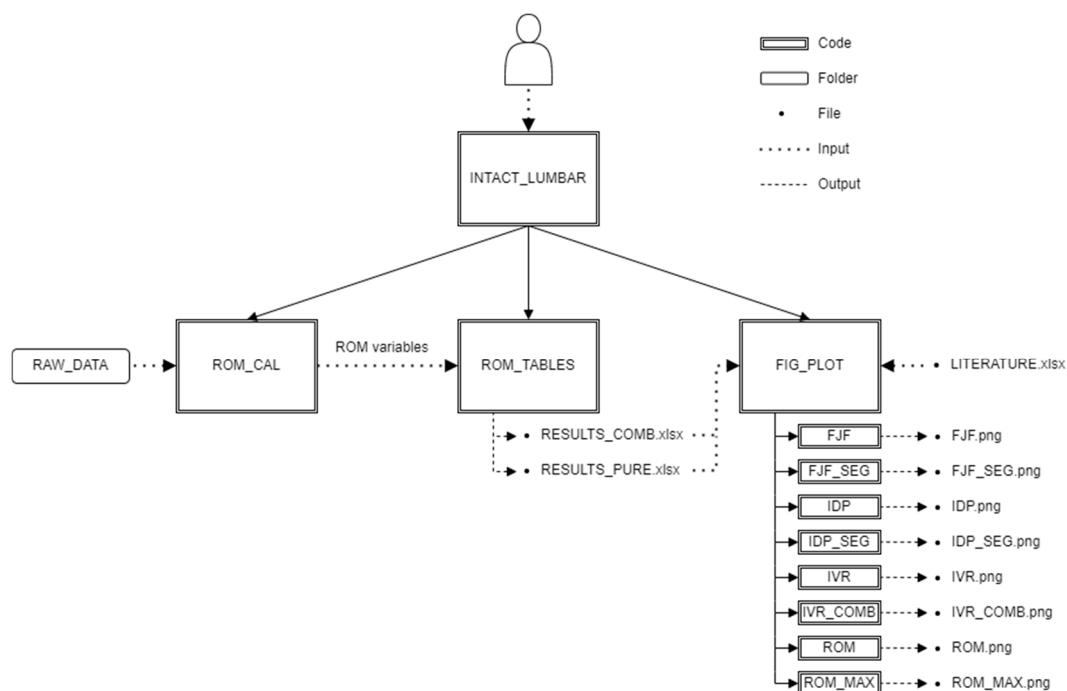 Code
Folder
File
Input
Output
INTACT_LUMBAR
RAW_DATA
ROM_CAL
ROM variables
ROM_TABLES
FIG_PLOT
LITERATURE.xlsx
RESULTS_COMB.xlsx
RESULTS_PURE.xlsx
FJF
FJF.png
FJF_SEG
FJF_SEG.png
IDP
IDP.png
IDP_SEG
IDP_SEG.png
IVR
IVR.png
IVR_COMB
IVR_COMB.png
ROM
ROM.png
ROM_MAX
ROM_MAX.png